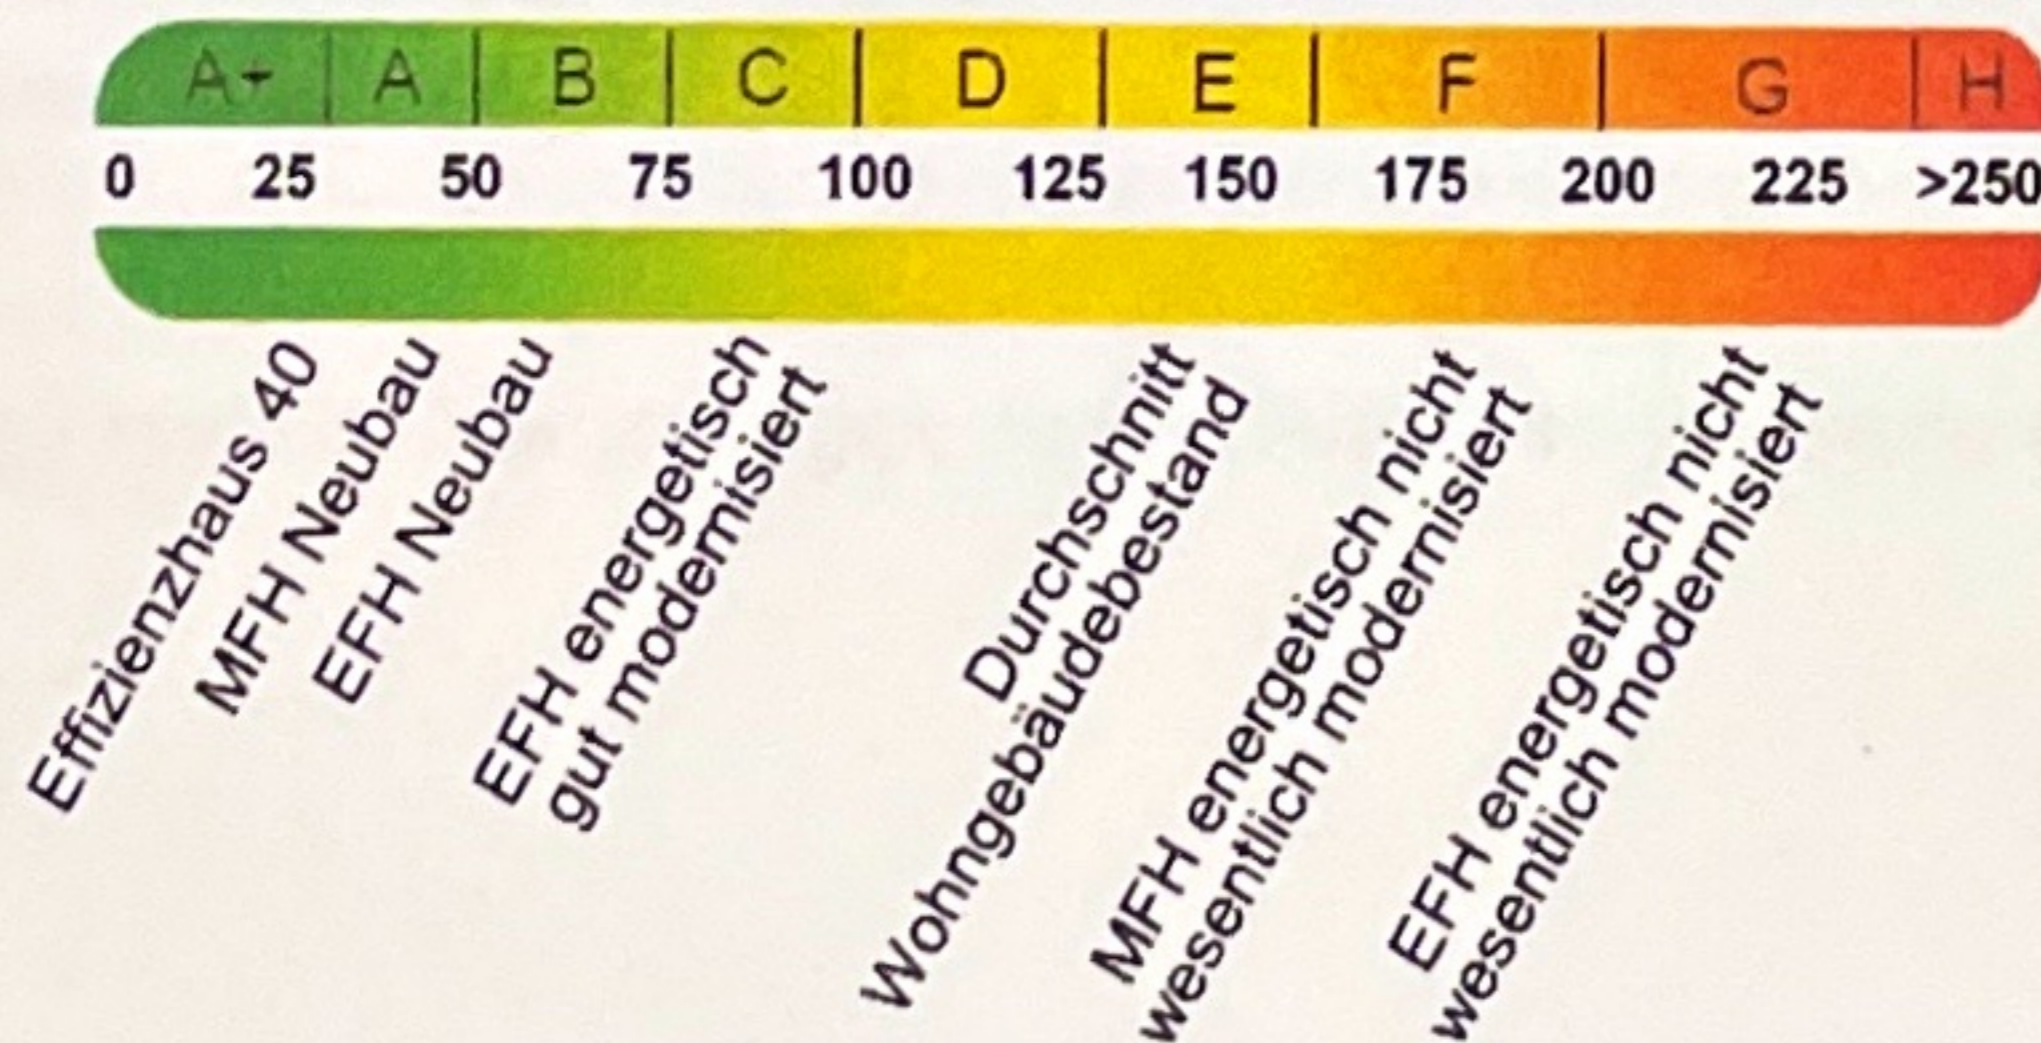 A+ A B C D E F G H
0 25 50 75 100 125 150 175 200 225 >250
Effizienzhaus 40
MFH Neubau
EFH Neubau
EFH energetisch
gut modernisiert
Durchschnitt
Wohngebäudebestand
MFH energetisch nicht
wesentlich modernisiert
EFH energetisch nicht
wesentlich modernisiert